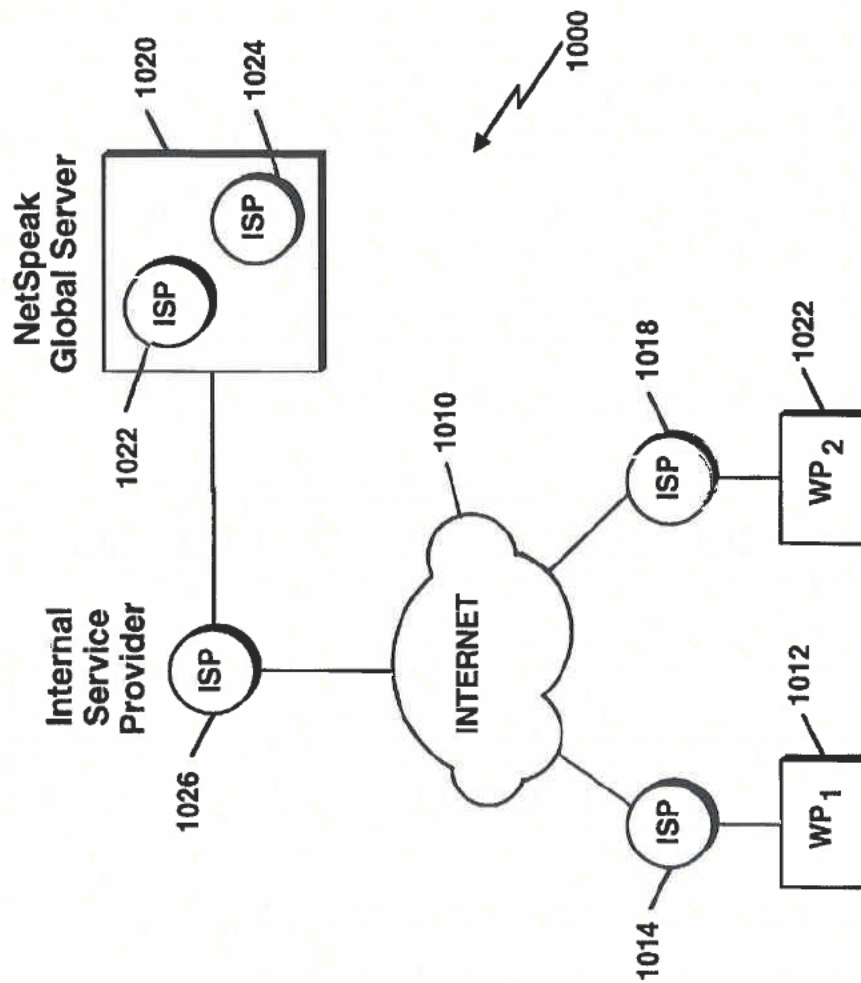 NetSpeak
Global Server
1020
ISP
ISP
1024
1022
Internal
Service
Provider
ISP
1026
1000
INTERNET
1010
ISP
1014
ISP
1018
WP1
1012
WP2
1022